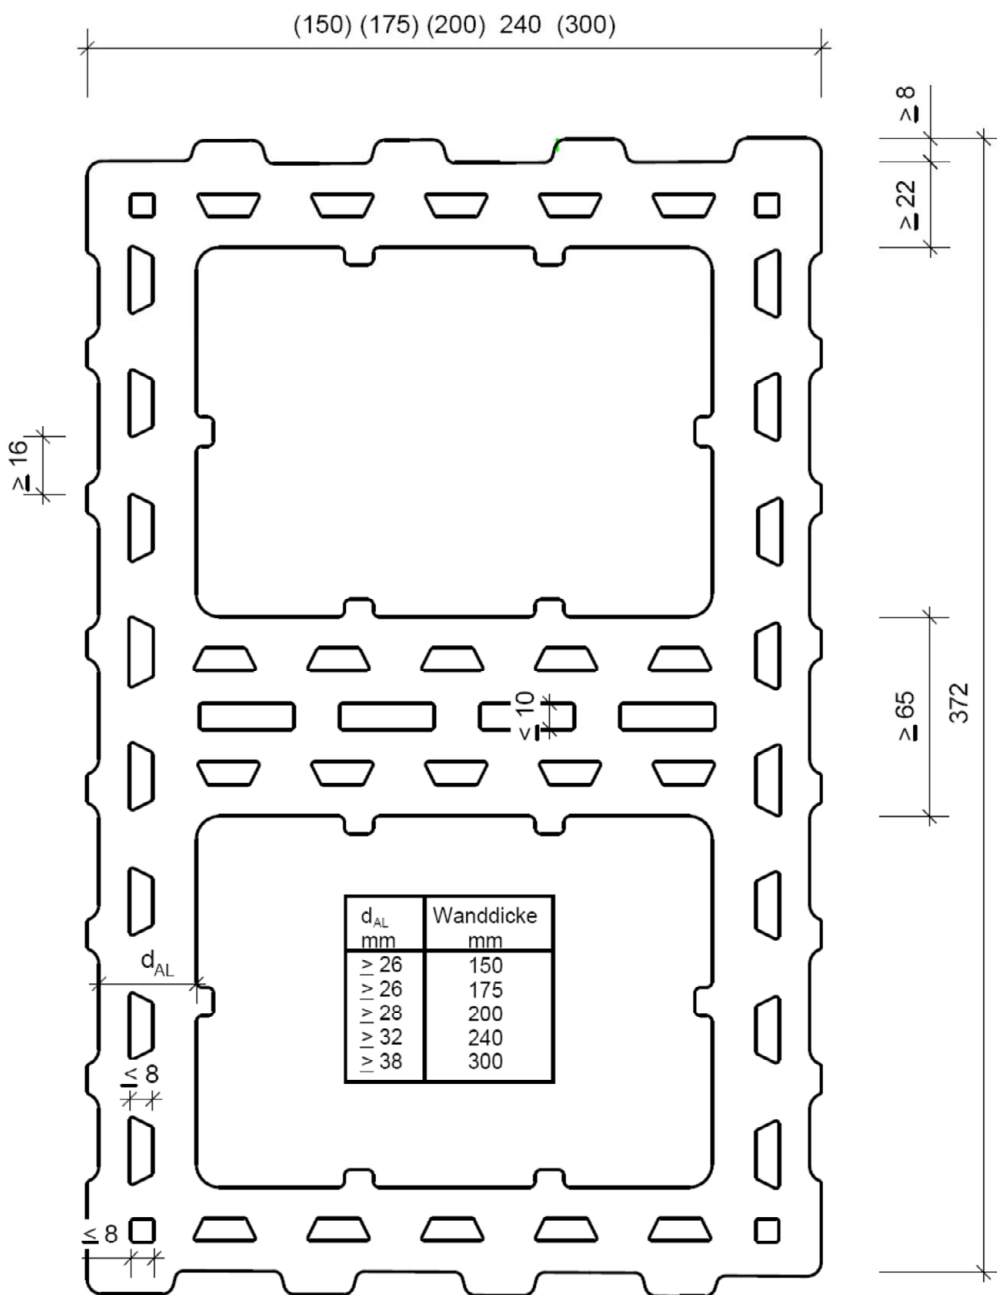 (150) (175) (200) 240 (300)
≥ 8
≥ 22
≥ 16
≥ 65
372
≤ 10
d_AL Wanddicke
mm mm
≥ 26 150
≥ 26 175
≥ 28 200
≥ 32 240
≥ 38 300
d_AL
≤ 8
≤ 8